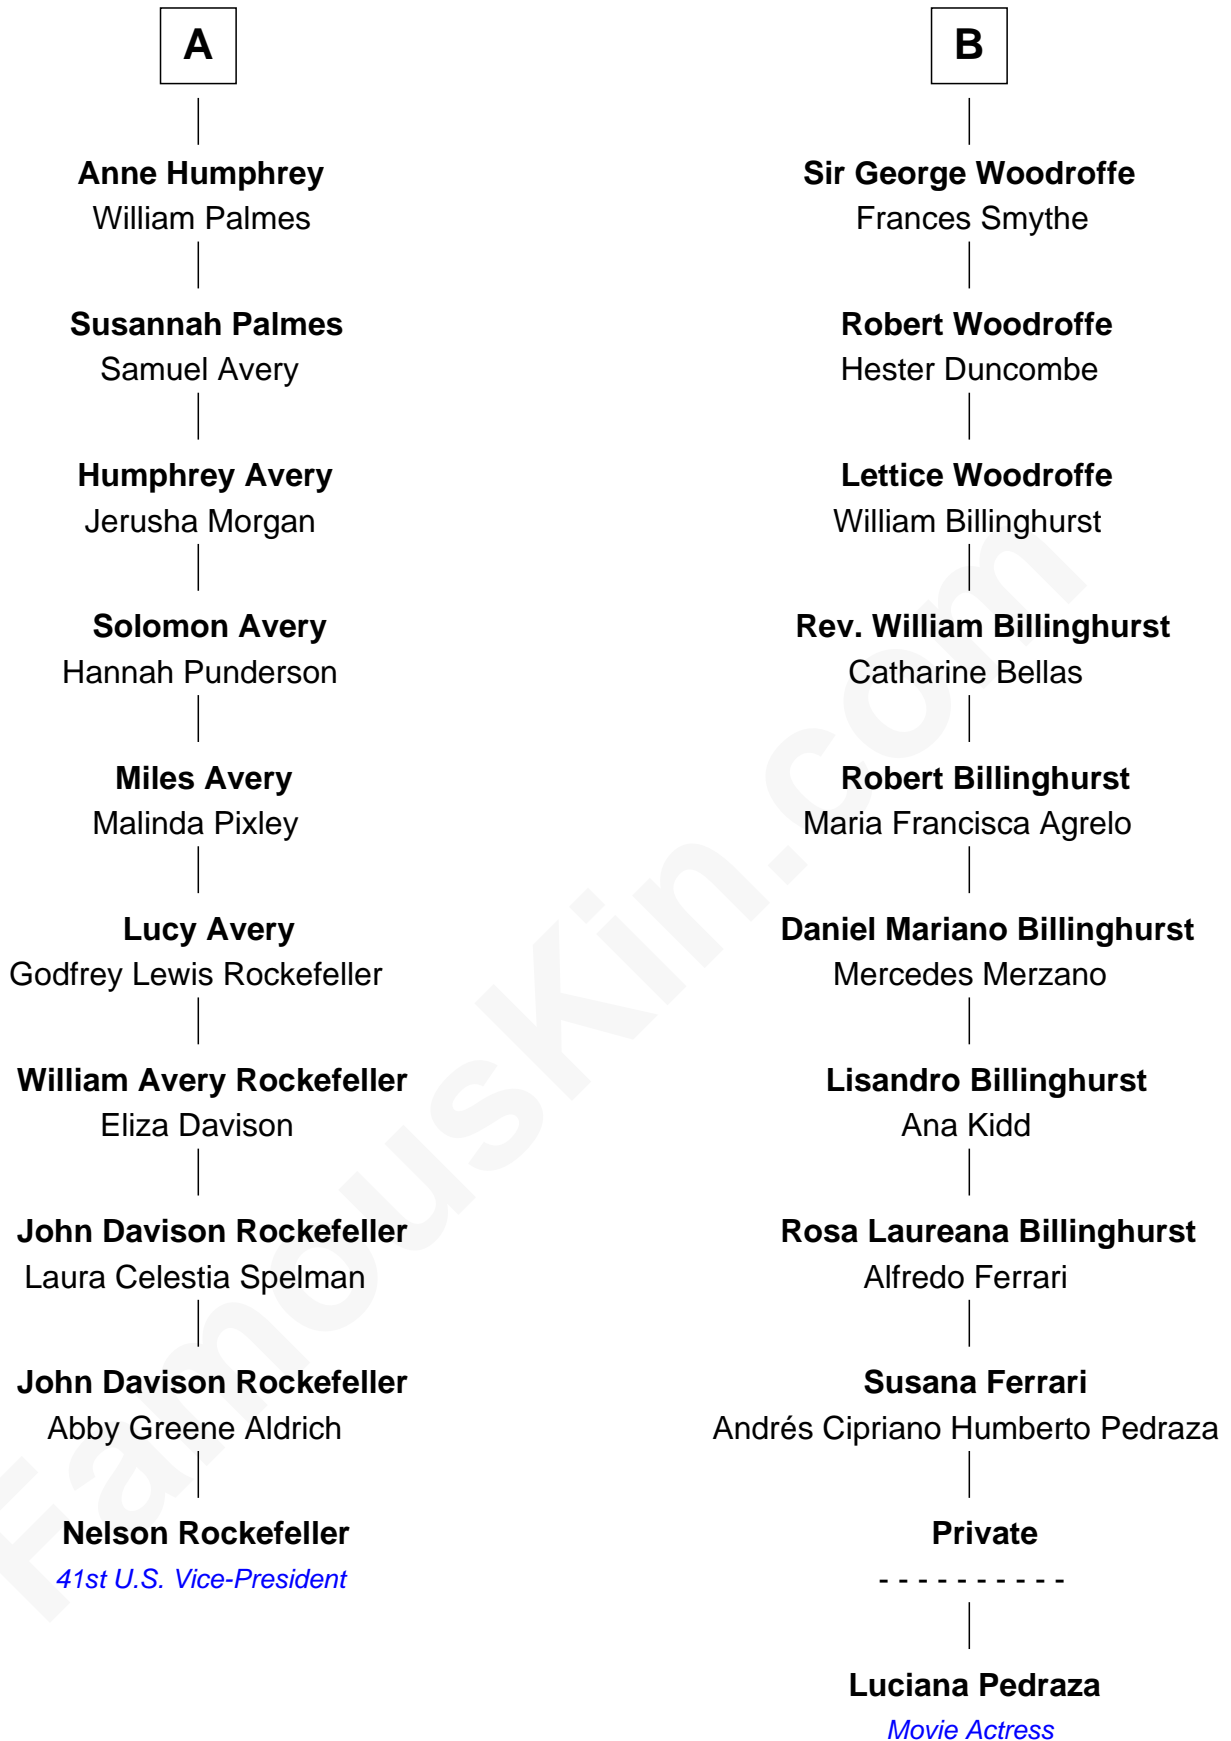 A
Anne Humphrey
William Palmes
Susannah Palmes
Samuel Avery
Humphrey Avery
Jerusha Morgan
Solomon Avery
Hannah Punderson
Miles Avery
Malinda Pixley
Lucy Avery
Godfrey Lewis Rockefeller
William Avery Rockefeller
Eliza Davison
John Davison Rockefeller
Laura Celestia Spelman
John Davison Rockefeller
Abby Greene Aldrich
Nelson Rockefeller
41st U.S. Vice-President
B
Sir George Woodroffe
Frances Smythe
Robert Woodroffe
Hester Duncombe
Lettice Woodroffe
William Billinghurst
Rev. William Billinghurst
Catharine Bellas
Robert Billinghurst
Maria Francisca Agrelo
Daniel Mariano Billinghurst
Mercedes Merzano
Lisandro Billinghurst
Ana Kidd
Rosa Laureana Billinghurst
Alfredo Ferrari
Susana Ferrari
Andrés Cipriano Humberto Pedraza
Private
- - - - - - - - - -
Luciana Pedraza
Movie Actress
FamousKin.com